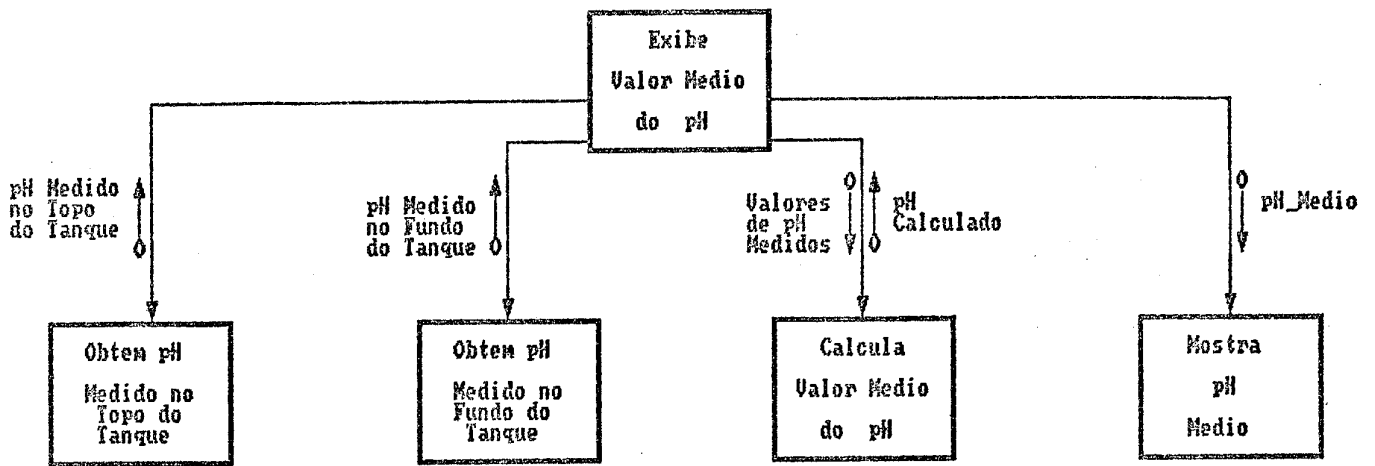 Exibe
Valor Medio
do pH
pH Medido
no Topo
do Tanque
pH Medido
no Fundo
do Tanque
Valores
de pH
Medidos
pH
Calculado
pH_Medio
Obtem pH
Medido no
Topo do
Tanque
Obtem pH
Medido no
Fundo do
Tanque
Calcula
Valor Medio
do pH
Mostra
pH
Medio